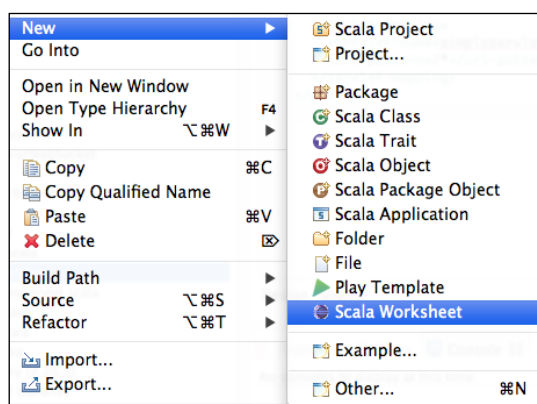 New
Go Into
Open in New Window
Open Type Hierarchy F4
Show In ⌥⌘W
Copy ⌘C
Copy Qualified Name
Paste ⌘V
Delete ⌦
Build Path
Source ⌥⌘S
Refactor ⌥⌘T
Import...
Export...
Scala Project
Project...
Package
Scala Class
Scala Trait
Scala Object
Scala Package Object
Scala Application
Folder
File
Play Template
Scala Worksheet
Example...
Other... ⌘N